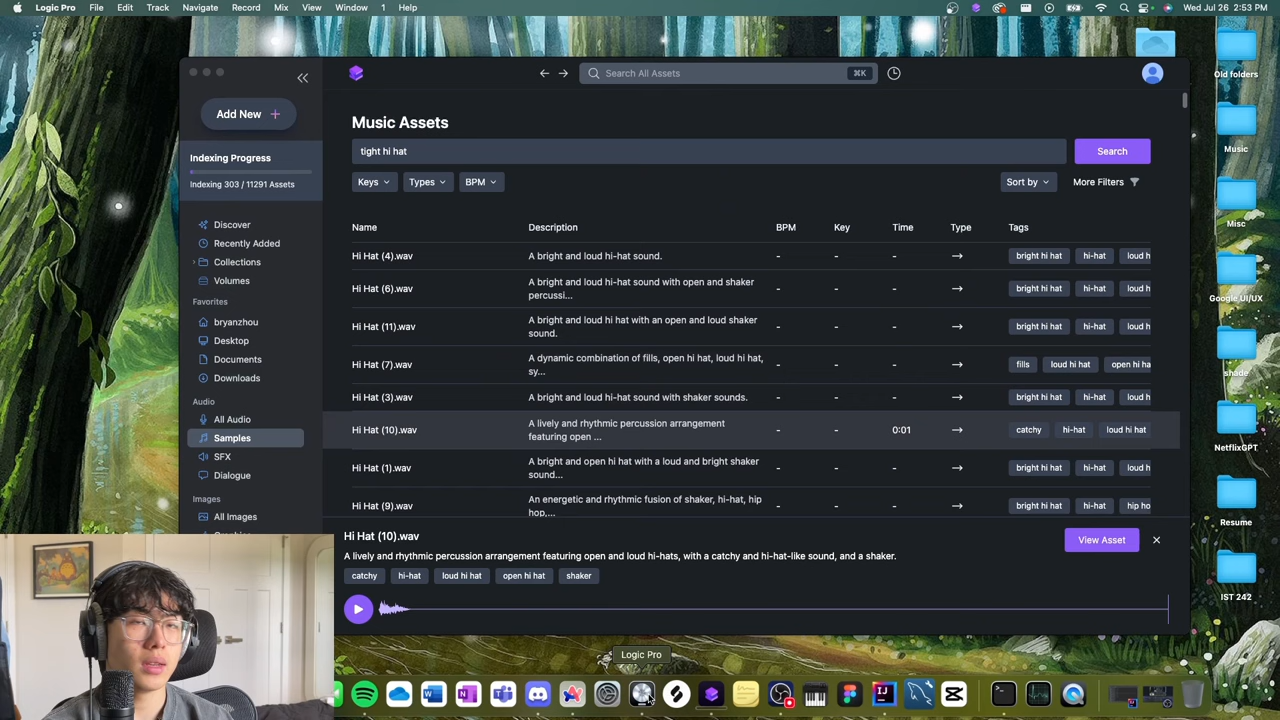 Logic Pro File Edit Track Navigate Record Mix Logic View Window 1 Help Wed Jul 26 2:53 PM
Search All Assets ⌘K
Add New +
Indexing Progress
Indexing 303 / 11291 Assets
Discover
Recently Added
Collections
Volumes
Favorites
bryanzhou
Desktop
Documents
Downloads
Audio
All Audio
Samples
SFX
Dialogue
Images
All Images
Music Assets
tight hi hat Search
Keys Types BPM Sort by More Filters
Name Description BPM Key Time Type Tags
Hi Hat (4).wav A bright and loud hi-hat sound. - - - → bright hi hat hi-hat loud h
Hi Hat (6).wav A bright and loud hi-hat sound with open and shaker
percussi... - - - → bright hi hat hi-hat loud h
Hi Hat (11).wav A bright and loud hi hat with an open and loud shaker
sound. - - - → bright hi hat hi-hat loud h
Hi Hat (7).wav A dynamic combination of fills, open hi hat, loud hi hat,
sy... - - - → fills loud hi hat open hi ha
Hi Hat (3).wav A bright and loud hi-hat sound with shaker sounds. - - - → bright hi hat hi-hat loud h
Hi Hat (10).wav A lively and rhythmic percussion arrangement
featuring open ... - - 0:01 → catchy hi-hat loud hi hat
Hi Hat (1).wav A bright and open hi hat with a loud and bright shaker
sound... - - - → bright hi hat hi-hat loud h
Hi Hat (9).wav An energetic and rhythmic fusion of shaker, hi-hat, hip
hop,... - - - → bright hi hat hi-hat hip ho
Hi Hat (10).wav
A lively and rhythmic percussion arrangement featuring open and loud hi-hats, with a catchy and hi-hat-like sound, and a shaker.
catchy hi-hat loud hi hat open hi hat shaker
View Asset
Logic Pro
Old folders
Music
Misc
Google UI/UX
shade
NetflixGPT
Resume
IST 242